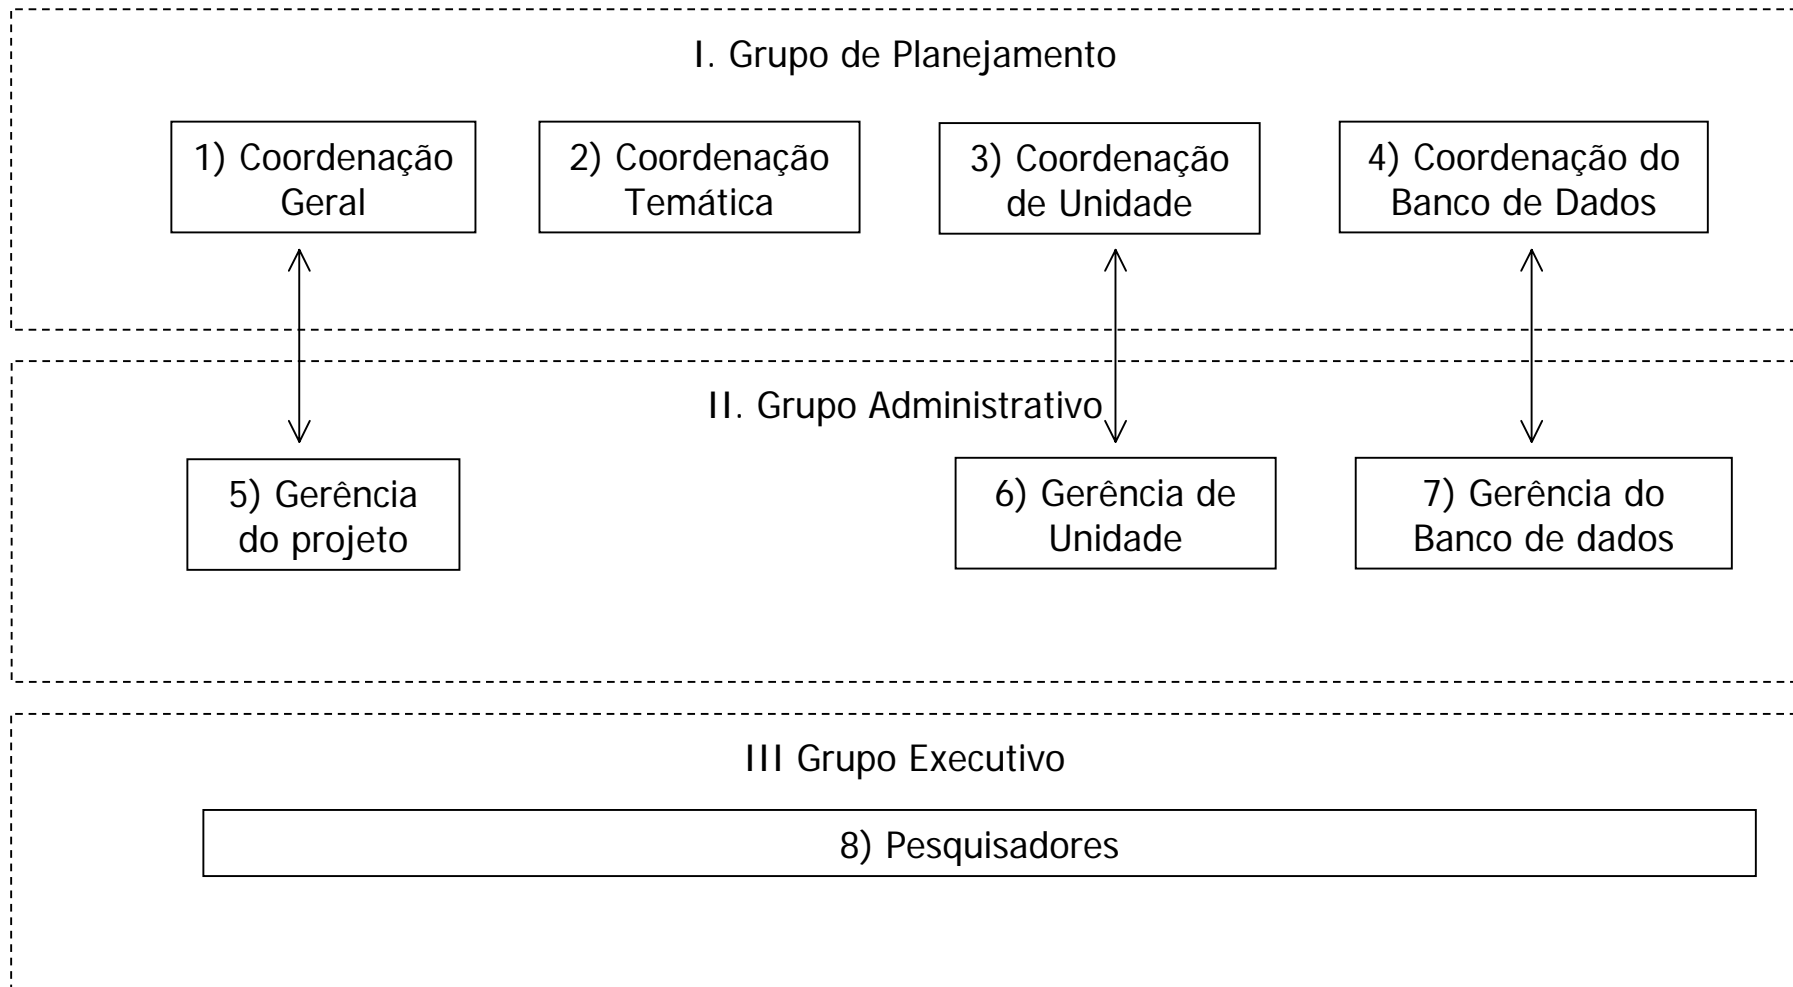 I. Grupo de Planejamento
1) Coordenação
Geral
2) Coordenação
Temática
3) Coordenação
de Unidade
4) Coordenação do
Banco de Dados
II. Grupo Administrativo
5) Gerência
do projeto
6) Gerência de
Unidade
7) Gerência do
Banco de dados
III Grupo Executivo
8) Pesquisadores